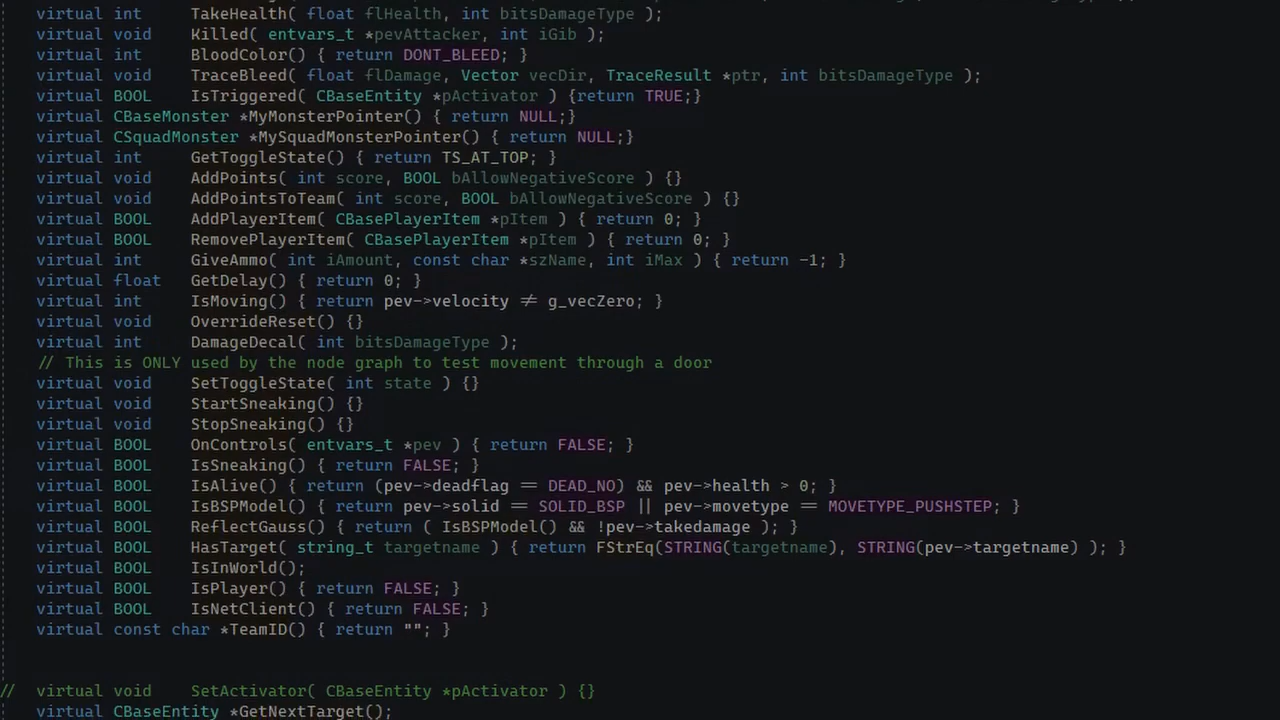 virtual int TakeHealth( float flHealth, int bitsDamageType );
virtual void Killed( entvars_t *pevAttacker, int iGib );
virtual int BloodColor() { return DONT_BLEED; }
virtual void TraceBleed( float flDamage, Vector vecDir, TraceResult *ptr, int bitsDamageType );
virtual BOOL IsTriggered( CBaseEntity *pActivator ) {return TRUE;}
virtual CBaseMonster *MyMonsterPointer() { return NULL;}
virtual CSquadMonster *MySquadMonsterPointer() { return NULL;}
virtual int GetToggleState() { return TS_AT_TOP; }
virtual void AddPoints( int score, BOOL bAllowNegativeScore ) {}
virtual void AddPointsToTeam( int score, BOOL bAllowNegativeScore ) {}
virtual BOOL AddPlayerItem( CBasePlayerItem *pItem ) { return 0; }
virtual BOOL RemovePlayerItem( CBasePlayerItem *pItem ) { return 0; }
virtual int GiveAmmo( int iAmount, const char *szName, int iMax ) { return -1; }
virtual float GetDelay() { return 0; }
virtual int IsMoving() { return pev->velocity ≠ g_vecZero; }
virtual void OverrideReset() {}
virtual int DamageDecal( int bitsDamageType );
// This is ONLY used by the node graph to test movement through a door
virtual void SetToggleState( int state ) {}
virtual void StartSneaking() {}
virtual void StopSneaking() {}
virtual BOOL OnControls( entvars_t *pev ) { return FALSE; }
virtual BOOL IsSneaking() { return FALSE; }
virtual BOOL IsAlive() { return (pev->deadflag == DEAD_NO) && pev->health > 0; }
virtual BOOL IsBSPModel() { return pev->solid == SOLID_BSP || pev->movetype == MOVETYPE_PUSHSTEP; }
virtual BOOL ReflectGauss() { return ( IsBSPModel() && !pev->takedamage ); }
virtual BOOL HasTarget( string_t targetname ) { return FStrEq(STRING(targetname), STRING(pev->targetname) ); }
virtual BOOL IsInWorld();
virtual BOOL IsPlayer() { return FALSE; }
virtual BOOL IsNetClient() { return FALSE; }
virtual const char *TeamID() { return ""; }
// virtual void SetActivator( CBaseEntity *pActivator ) {}
virtual CBaseEntity *GetNextTarget();